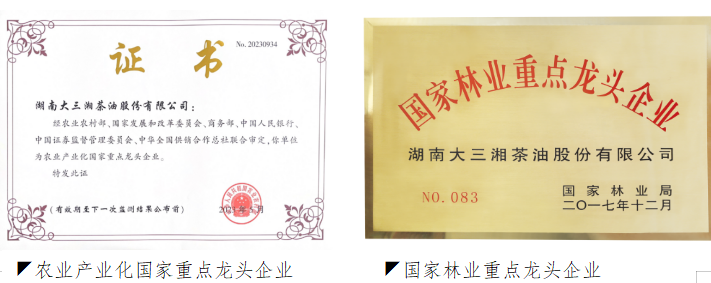 No. 20230934
证 书
湖南大三湘茶油股份有限公司：
经农业农村部、国家发展和改革委员会、商务部、中国人民银行、
中国证券监督管理委员会、中华全国供销合作总社联合审定，你单位
为农业产业化国家重点龙头企业。
特发此证
2023 年 5 月
（有效期至下一次监测结果公布前）
农业产业化国家重点龙头企业
国家林业重点龙头企业
湖南大三湘茶油股份有限公司
NO.083
国家林业局
二〇一七年十二月
国家林业重点龙头企业